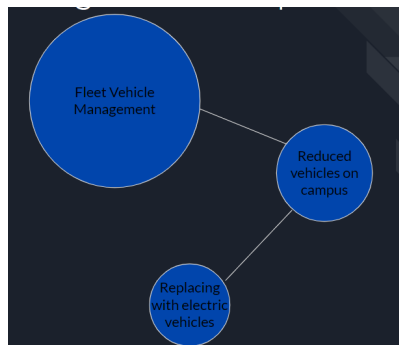 Fleet Vehicle
Management
Reduced
vehicles on
campus
Replacing
with electric
vehicles